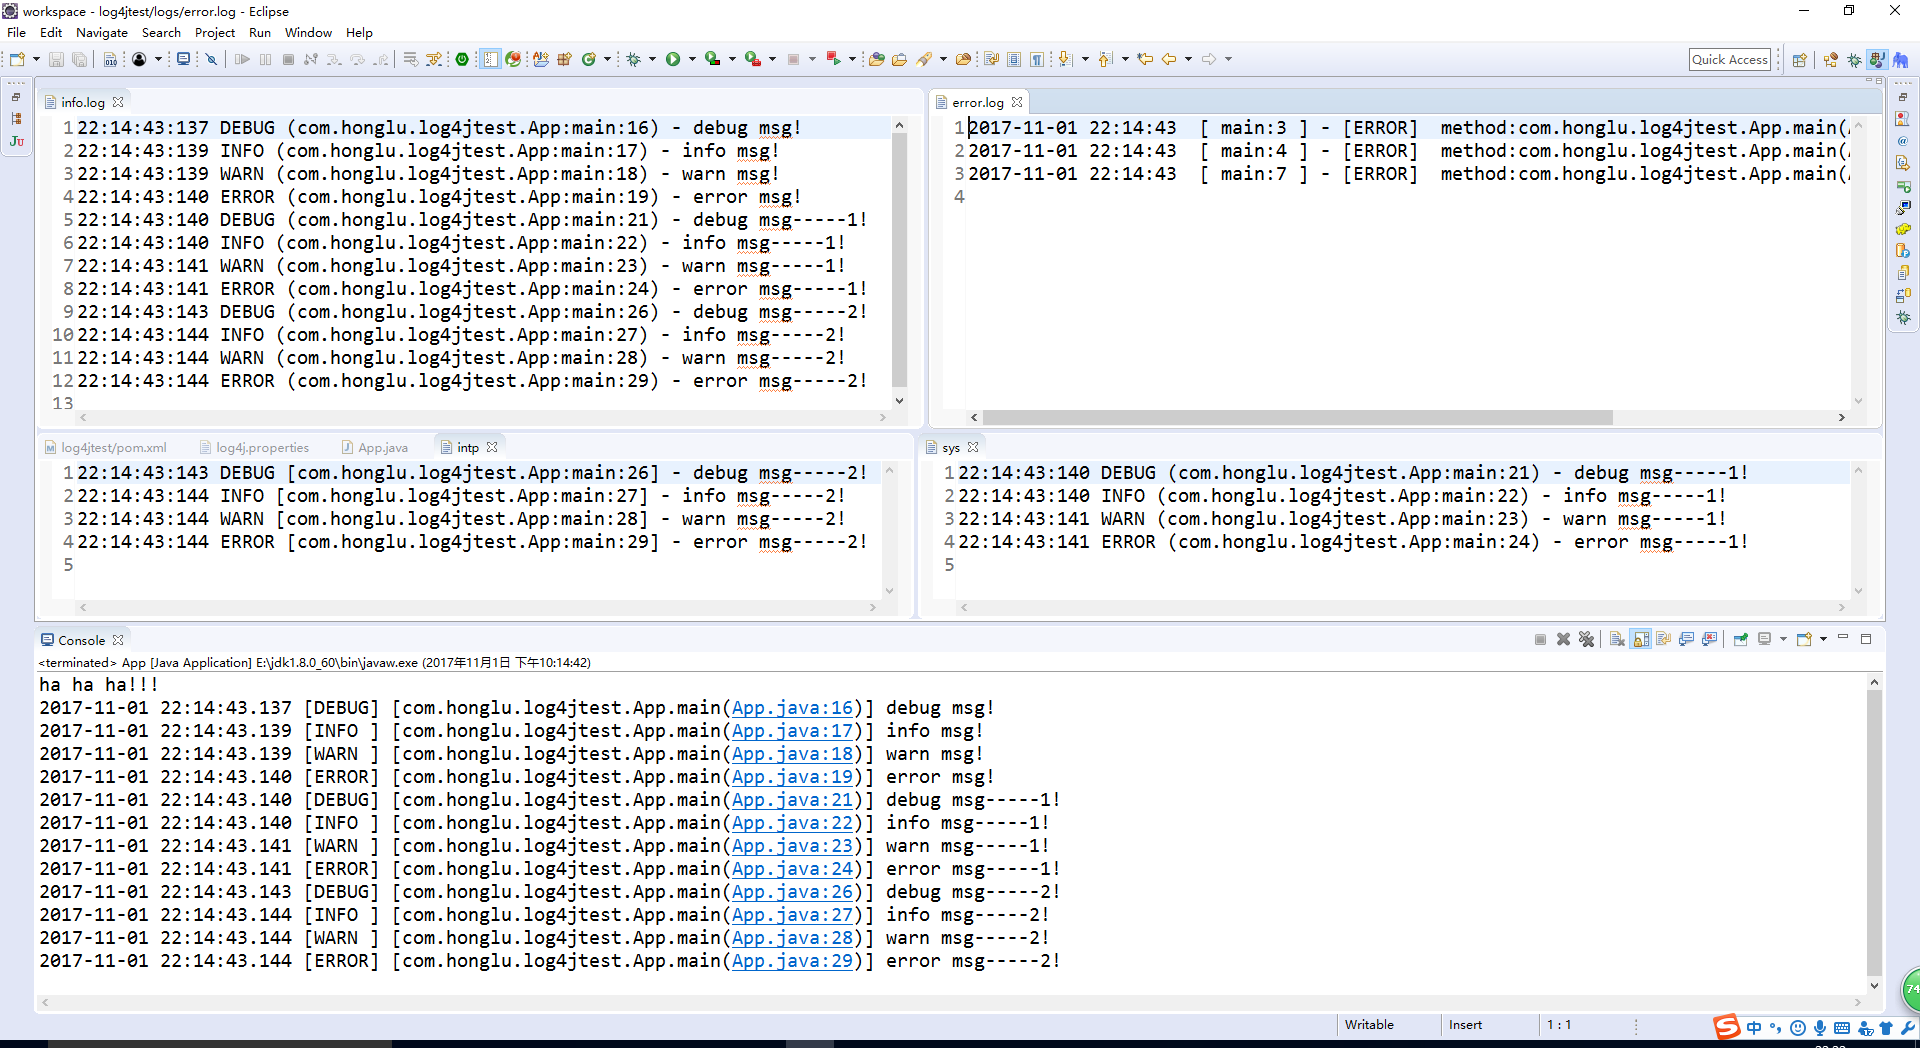 workspace - log4jtest/logs/error.log - Eclipse
File Edit Navigate Search Project Run Window Help
Quick Access
info.log
1 22:14:43:137 DEBUG (com.honglu.log4jtest.App:main:16) - debug msg!
2 22:14:43:139 INFO (com.honglu.log4jtest.App:main:17) - info msg!
3 22:14:43:139 WARN (com.honglu.log4jtest.App:main:18) - warn msg!
4 22:14:43:140 ERROR (com.honglu.log4jtest.App:main:19) - error msg!
5 22:14:43:140 DEBUG (com.honglu.log4jtest.App:main:21) - debug msg-----1!
6 22:14:43:140 INFO (com.honglu.log4jtest.App:main:22) - info msg-----1!
7 22:14:43:141 WARN (com.honglu.log4jtest.App:main:23) - warn msg-----1!
8 22:14:43:141 ERROR (com.honglu.log4jtest.App:main:24) - error msg-----1!
9 22:14:43:143 DEBUG (com.honglu.log4jtest.App:main:26) - debug msg-----2!
10 22:14:43:144 INFO (com.honglu.log4jtest.App:main:27) - info msg-----2!
11 22:14:43:144 WARN (com.honglu.log4jtest.App:main:28) - warn msg-----2!
12 22:14:43:144 ERROR (com.honglu.log4jtest.App:main:29) - error msg-----2!
13
error.log
1 2017-11-01 22:14:43  [ main:3 ] - [ERROR]  method:com.honglu.log4jtest.App.main(
2 2017-11-01 22:14:43  [ main:4 ] - [ERROR]  method:com.honglu.log4jtest.App.main(
3 2017-11-01 22:14:43  [ main:7 ] - [ERROR]  method:com.honglu.log4jtest.App.main(
4
log4jtest/pom.xml log4j.properties App.java intp
1 22:14:43:143 DEBUG [com.honglu.log4jtest.App:main:26] - debug msg-----2!
2 22:14:43:144 INFO [com.honglu.log4jtest.App:main:27] - info msg-----2!
3 22:14:43:144 WARN [com.honglu.log4jtest.App:main:28] - warn msg-----2!
4 22:14:43:144 ERROR [com.honglu.log4jtest.App:main:29] - error msg-----2!
5
sys
1 22:14:43:140 DEBUG (com.honglu.log4jtest.App:main:21) - debug msg-----1!
2 22:14:43:140 INFO (com.honglu.log4jtest.App:main:22) - info msg-----1!
3 22:14:43:141 WARN (com.honglu.log4jtest.App:main:23) - warn msg-----1!
4 22:14:43:141 ERROR (com.honglu.log4jtest.App:main:24) - error msg-----1!
5
Console
<terminated> App [Java Application] E:\jdk1.8.0_60\bin\javaw.exe (2017年11月1日 下午10:14:42)
ha ha ha!!!
2017-11-01 22:14:43.137 [DEBUG] [com.honglu.log4jtest.App.main(App.java:16)] debug msg!
2017-11-01 22:14:43.139 [INFO ] [com.honglu.log4jtest.App.main(App.java:17)] info msg!
2017-11-01 22:14:43.139 [WARN ] [com.honglu.log4jtest.App.main(App.java:18)] warn msg!
2017-11-01 22:14:43.140 [ERROR] [com.honglu.log4jtest.App.main(App.java:19)] error msg!
2017-11-01 22:14:43.140 [DEBUG] [com.honglu.log4jtest.App.main(App.java:21)] debug msg-----1!
2017-11-01 22:14:43.140 [INFO ] [com.honglu.log4jtest.App.main(App.java:22)] info msg-----1!
2017-11-01 22:14:43.141 [WARN ] [com.honglu.log4jtest.App.main(App.java:23)] warn msg-----1!
2017-11-01 22:14:43.141 [ERROR] [com.honglu.log4jtest.App.main(App.java:24)] error msg-----1!
2017-11-01 22:14:43.143 [DEBUG] [com.honglu.log4jtest.App.main(App.java:26)] debug msg-----2!
2017-11-01 22:14:43.144 [INFO ] [com.honglu.log4jtest.App.main(App.java:27)] info msg-----2!
2017-11-01 22:14:43.144 [WARN ] [com.honglu.log4jtest.App.main(App.java:28)] warn msg-----2!
2017-11-01 22:14:43.144 [ERROR] [com.honglu.log4jtest.App.main(App.java:29)] error msg-----2!
74
Writable Insert 1 : 1
中